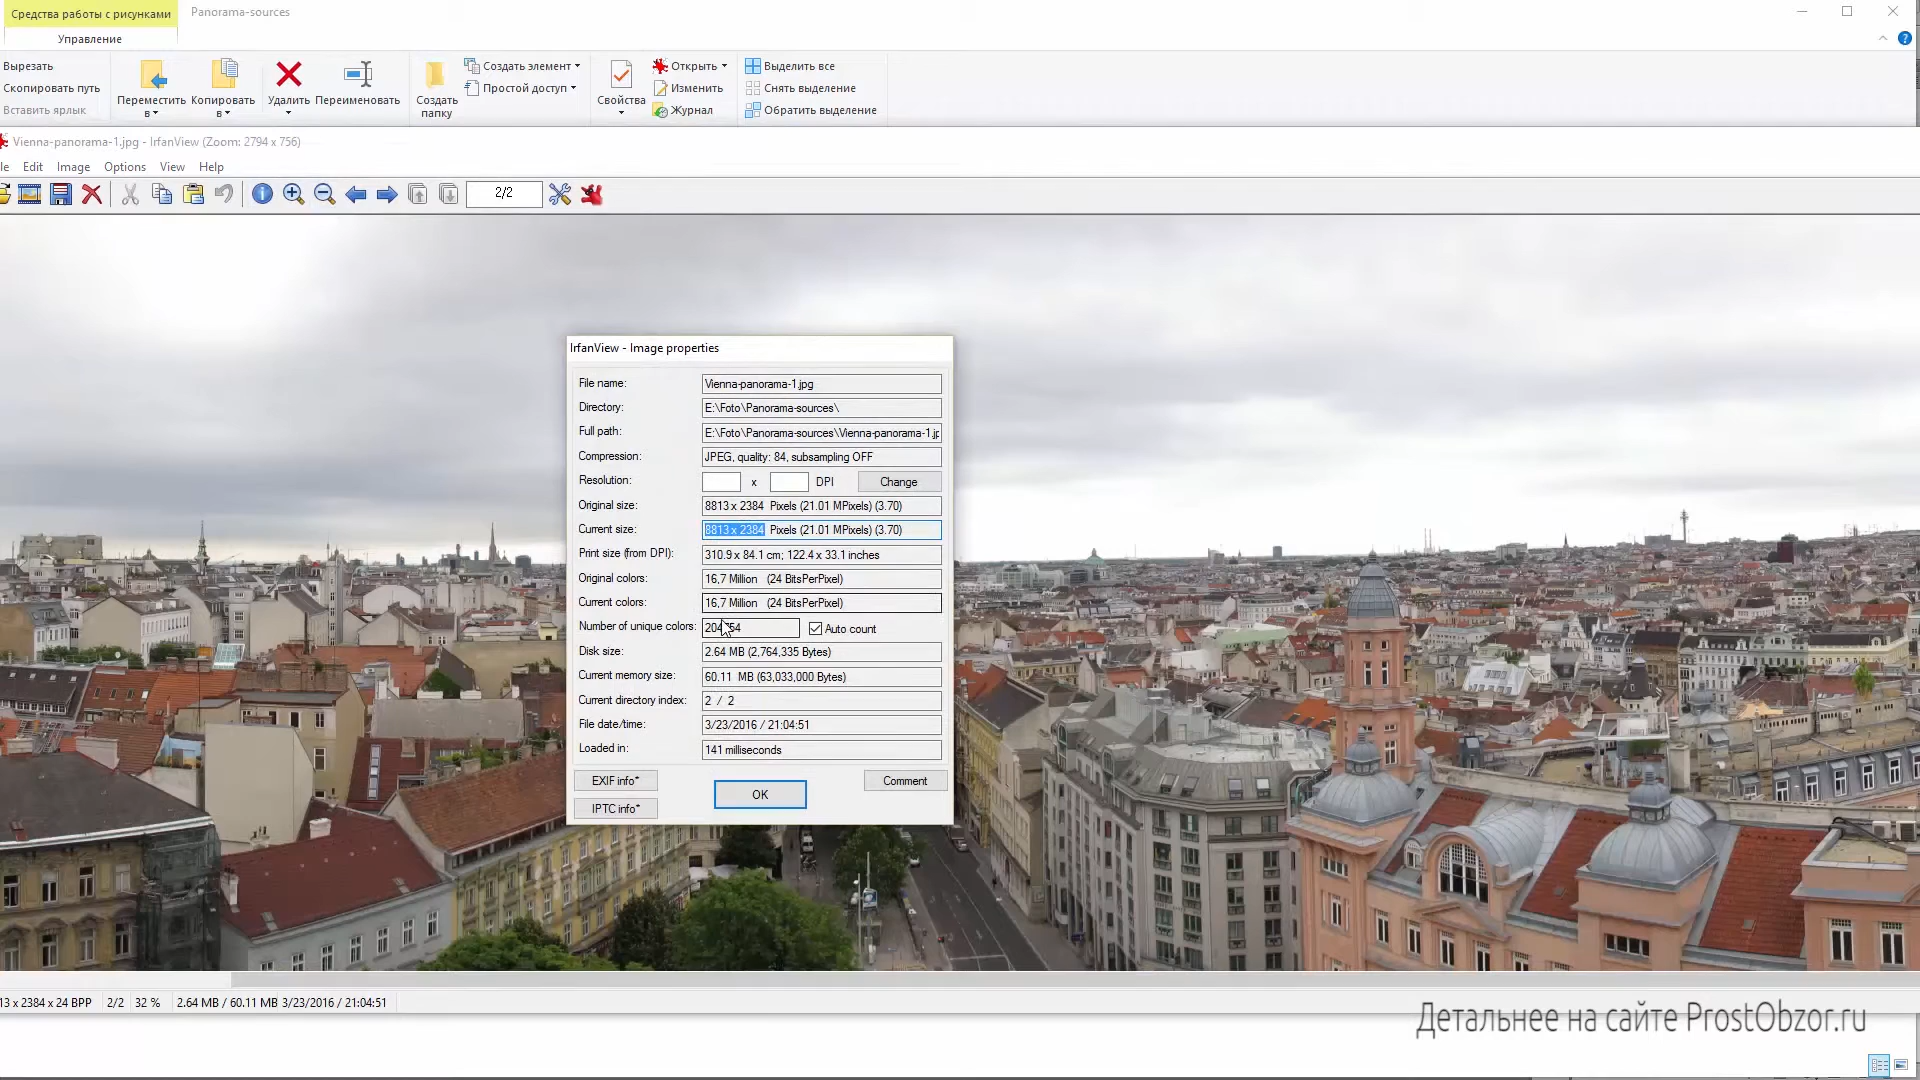 Средства работы с рисунками
Panorama-sources
Управление
Вырезать
Скопировать путь
Вставить ярлык
Переместить в
Копировать в
Удалить
Переименовать
Создать папку
Создать элемент
Простой доступ
Свойства
Открыть
Изменить
Журнал
Выделить все
Снять выделение
Обратить выделение
Vienna-panorama-1.jpg - IrfanView (Zoom: 2794 x 756)
le Edit Image Options View Help
2/2
IrfanView - Image properties
File name: Vienna-panorama-1.jpg
Directory: E:\Foto\Panorama-sources\
Full path: E:\Foto\Panorama-sources\Vienna-panorama-1.jp
Compression: JPEG, quality: 84, subsampling OFF
Resolution: x DPI Change
Original size: 8813 x 2384 Pixels (21.01 MPixels) (3.70)
Current size: 8813 x 2384 Pixels (21.01 MPixels) (3.70)
Print size (from DPI): 310.9 x 84.1 cm; 122.4 x 33.1 inches
Original colors: 16,7 Million (24 BitsPerPixel)
Current colors: 16,7 Million (24 BitsPerPixel)
Number of unique colors: Auto count
Disk size: 2.64 MB (2,764,335 Bytes)
Current memory size: 60.11 MB (63,033,000 Bytes)
Current directory index: 2 / 2
File date/time: 3/23/2016 / 21:04:51
Loaded in: 141 milliseconds
EXIF info*
OK
Comment
IPTC info*
13 x 2384 x 24 BPP 2/2 32 % 2.64 MB / 60.11 MB 3/23/2016 / 21:04:51
Детальнее на сайте ProstObzor.ru